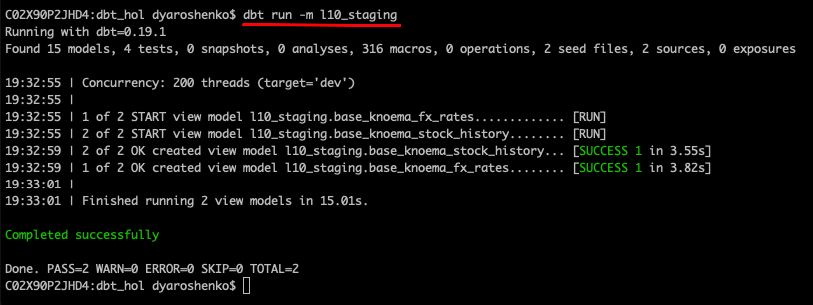 C02X90P2JHD4:dbt_hol dyaroshenko$ dbt run -m l10_staging
Running with dbt=0.19.1
Found 15 models, 4 tests, 0 snapshots, 0 analyses, 316 macros, 0 operations, 2 seed files, 2 sources, 0 exposures
19:32:55 | Concurrency: 200 threads (target='dev')
19:32:55 |
19:32:55 | 1 of 2 START view model l10_staging.base_knoema_fx_rates............. [RUN]
19:32:55 | 2 of 2 START view model l10_staging.base_knoema_stock_history........ [RUN]
19:32:59 | 2 of 2 OK created view model l10_staging.base_knoema_stock_history... [SUCCESS 1 in 3.55s]
19:32:59 | 1 of 2 OK created view model l10_staging.base_knoema_fx_rates........ [SUCCESS 1 in 3.82s]
19:33:01 |
19:33:01 | Finished running 2 view models in 15.01s.
Completed successfully
Done. PASS=2 WARN=0 ERROR=0 SKIP=0 TOTAL=2
C02X90P2JHD4:dbt_hol dyaroshenko$